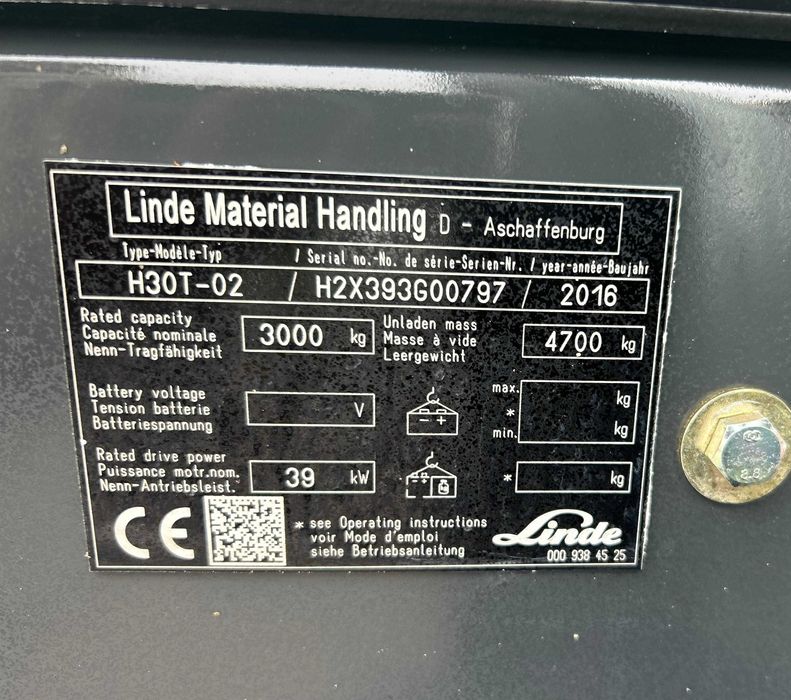 Linde Material Handling D - Aschaffenburg
Type-Modèle-Typ / Serial no.-No. de série-Serien-Nr. / year-année-Baujahr
H30T-02 / H2X393G00797 / 2016
Rated capacity
Capacité nominale
Nenn-Tragfähigkeit
3000 kg
Unladen mass
Masse à vide
Leergewicht
4700 kg
Battery voltage
Tension batterie
Batteriespannung
V
max. kg
*
min. kg
Rated drive power
Puissance motr.nom.
Nenn-Antriebsleist.
39 kW
* kg
CE
* see Operating instructions
voir Mode d'emploi
siehe Betriebsanleitung
Linde
000 938 45 25